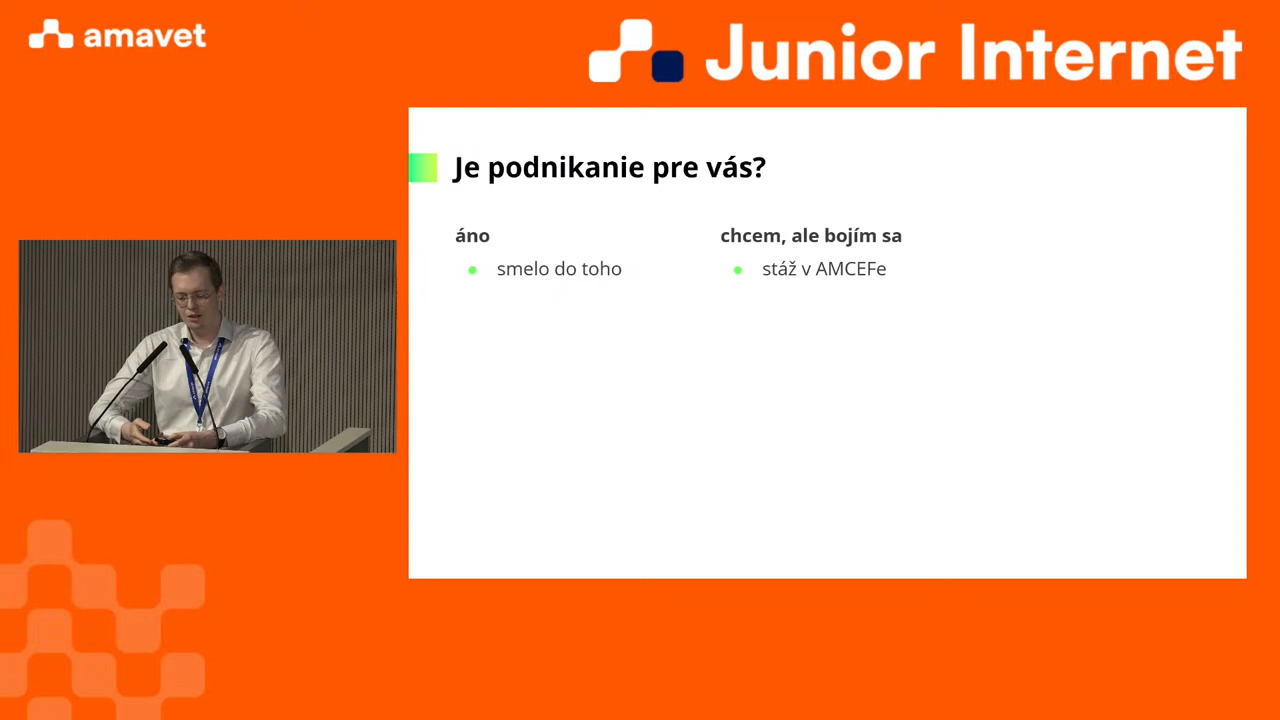 amavet
Junior Internet
Je podnikanie pre vás?
áno
smelo do toho
chcem, ale bojím sa
stáž v AMCEFe